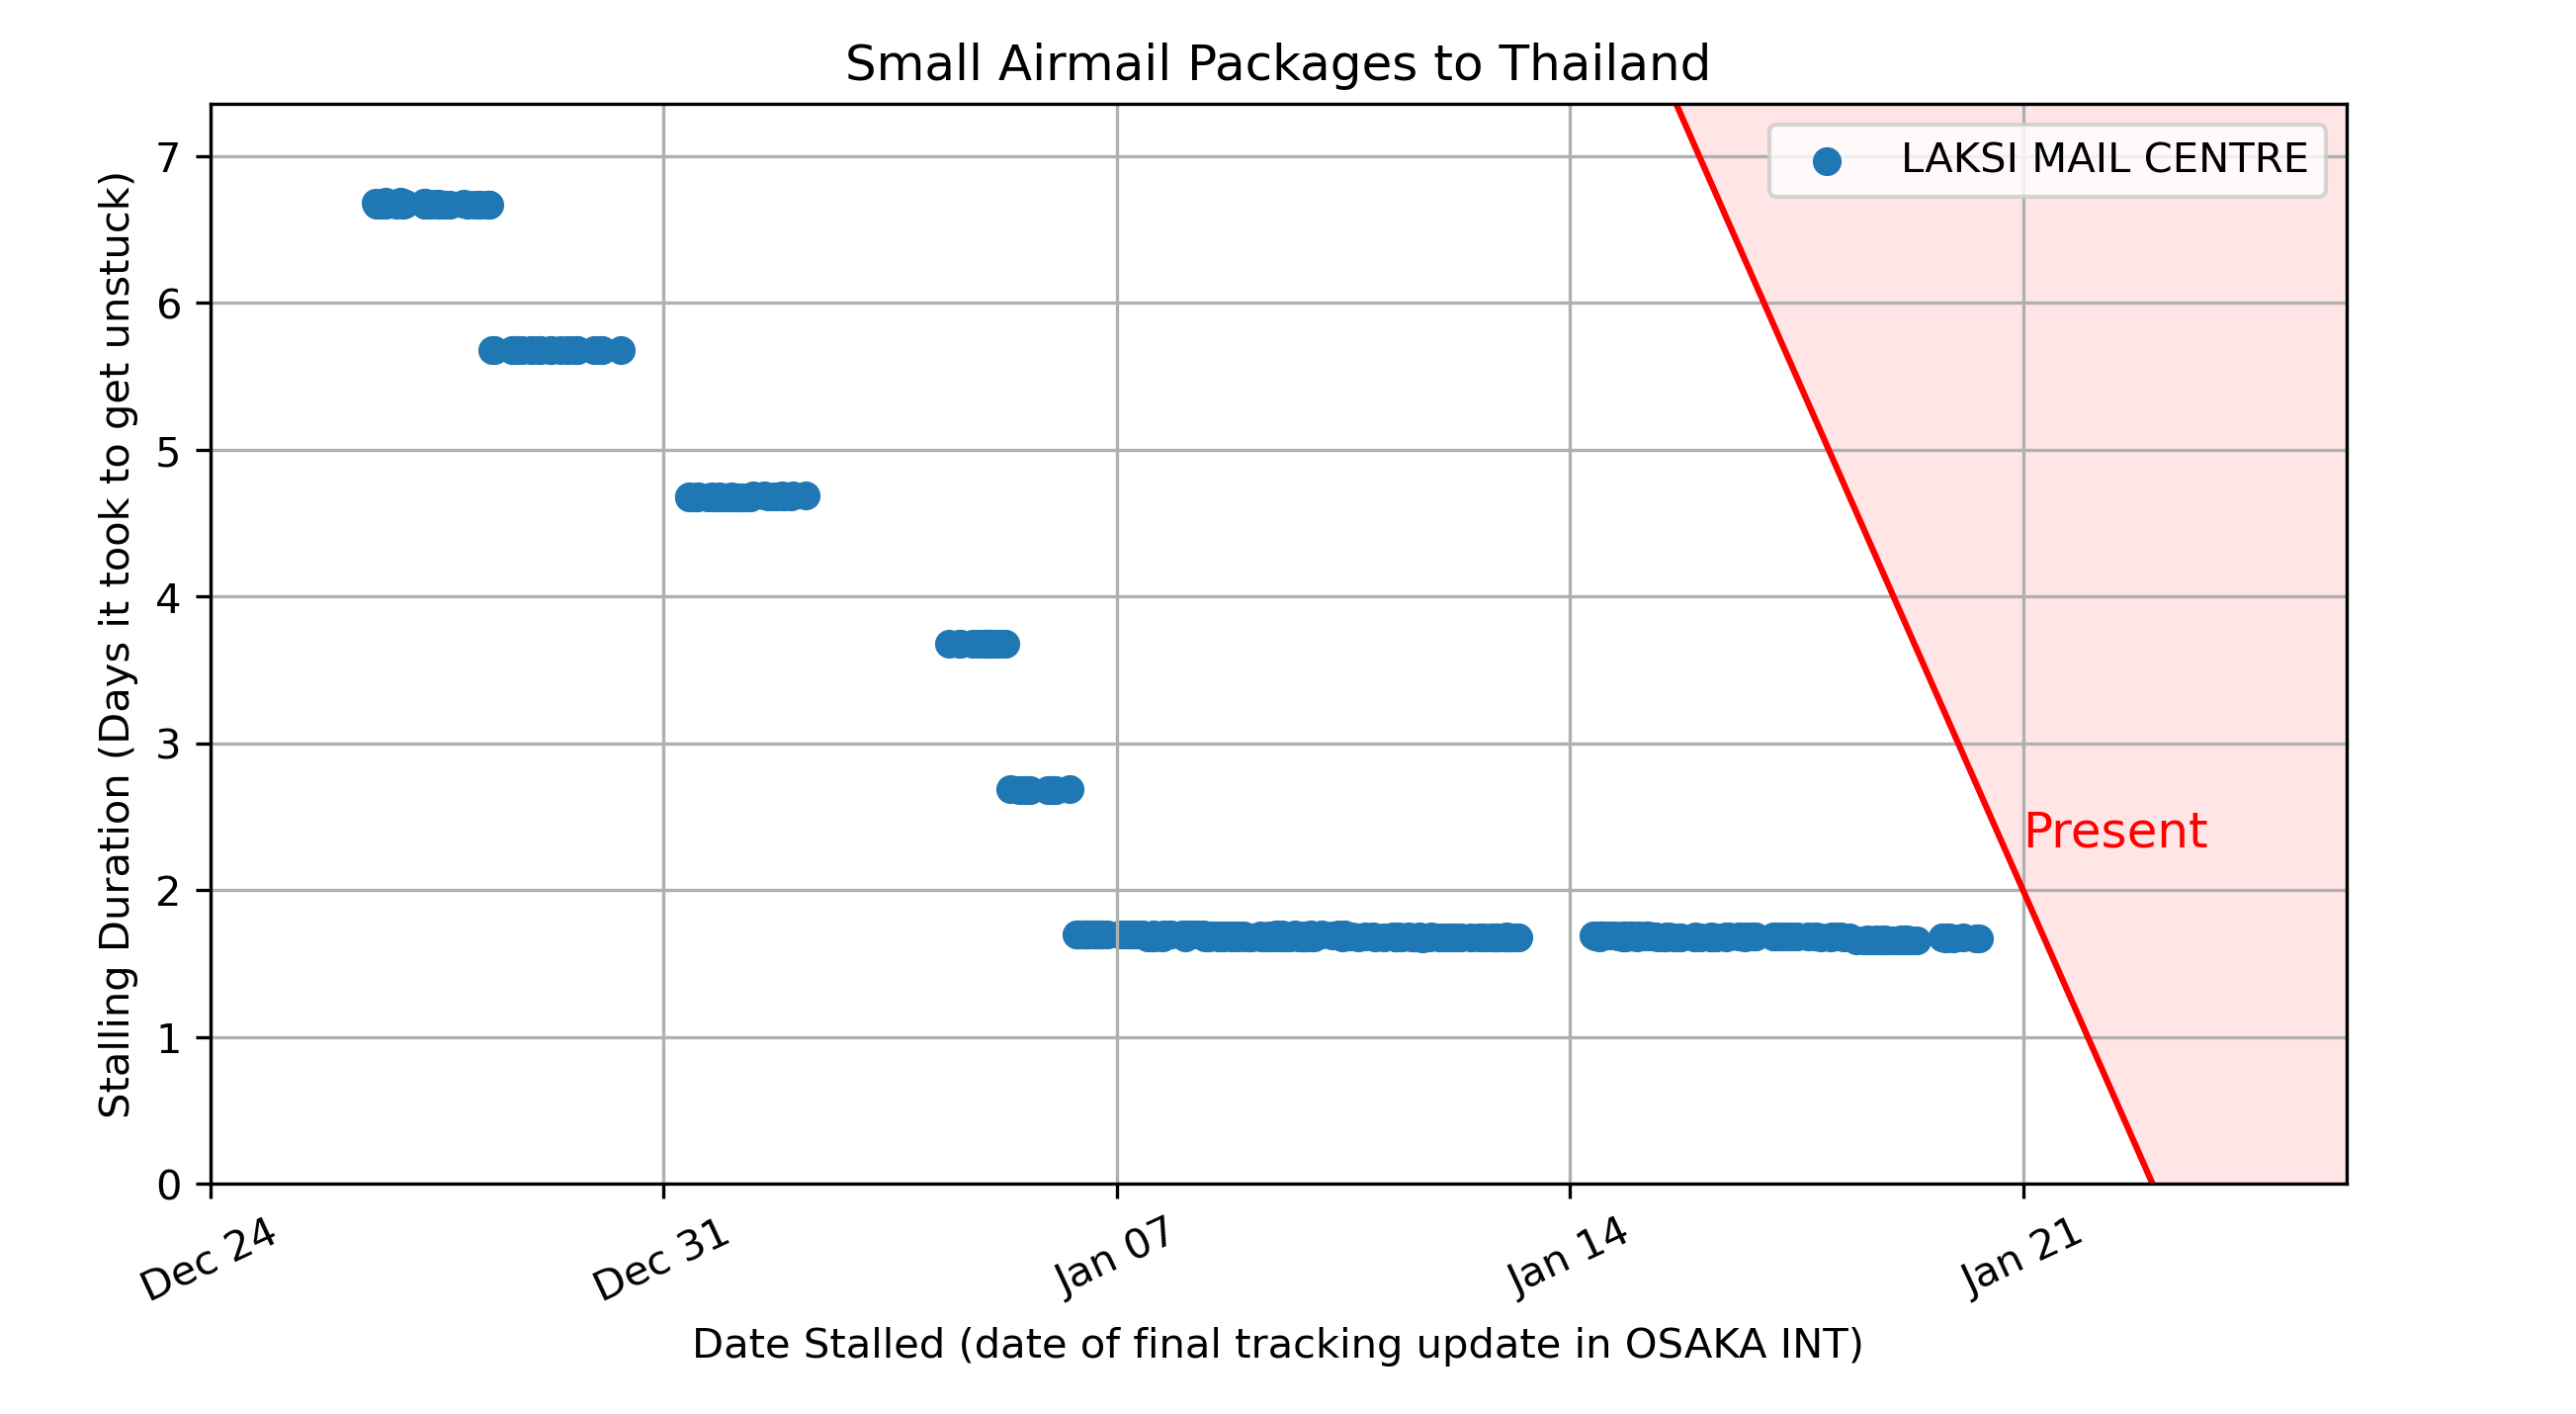 Small Airmail Packages to Thailand
LAKSI MAIL CENTRE
Stalling Duration (Days it took to get unstuck)
7
6
5
4
3
2
1
0
Present
Dec 24
Dec 31
Jan 07
Jan 14
Jan 21
Date Stalled (date of final tracking update in OSAKA INT)